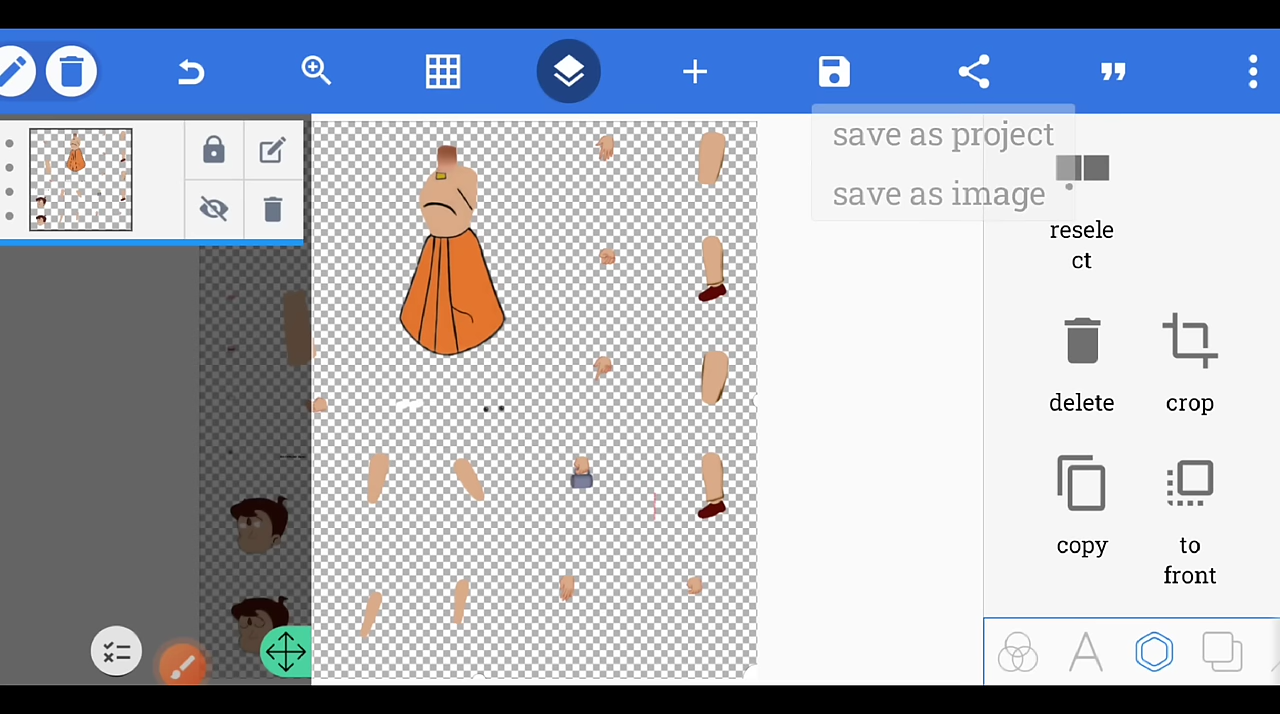 save as project
save as image
resele
ct
delete
crop
copy
to
front